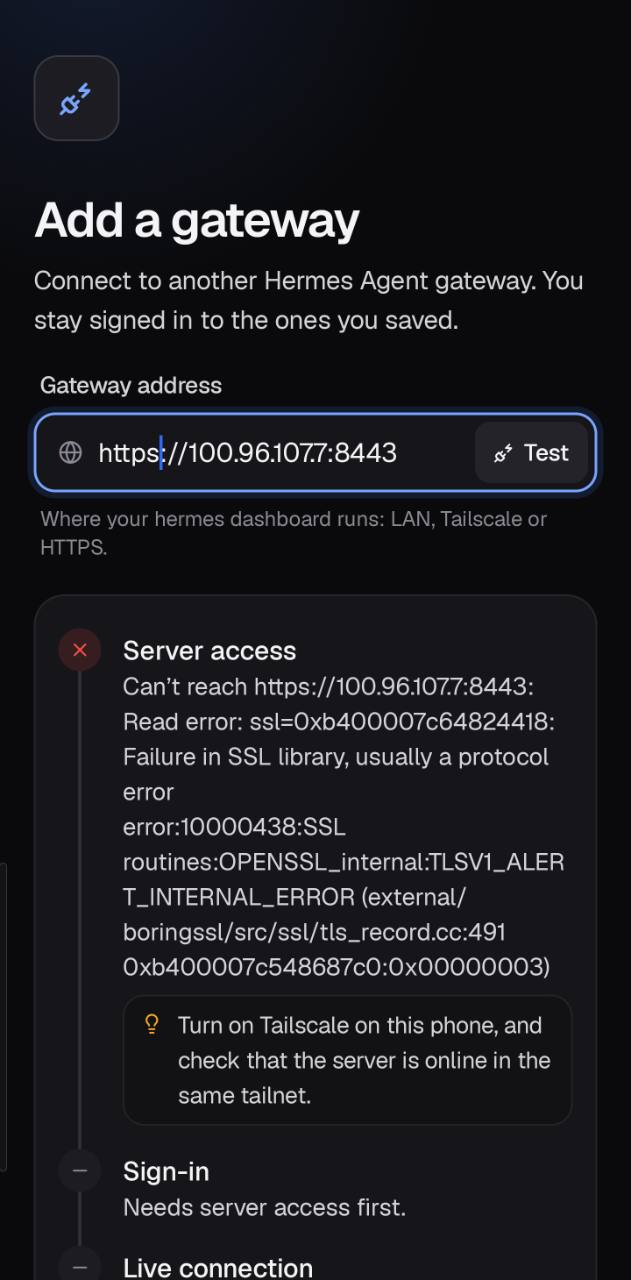 Add a gateway
Connect to another Hermes Agent gateway. You
stay signed in to the ones you saved.
Gateway address
https://100.96.107.7:8443
Test
Where your hermes dashboard runs: LAN, Tailscale or
HTTPS.
Server access
Can’t reach https://100.96.107.7:8443:
Read error: ssl=0xb400007c64824418:
Failure in SSL library, usually a protocol
error
error:10000438:SSL
routines:OPENSSL_internal:TLSV1_ALER
T_INTERNAL_ERROR (external/
boringssl/src/ssl/tls_record.cc:491
0xb400007c548687c0:0x00000003)
Turn on Tailscale on this phone, and
check that the server is online in the
same tailnet.
Sign-in
Needs server access first.
Live connection